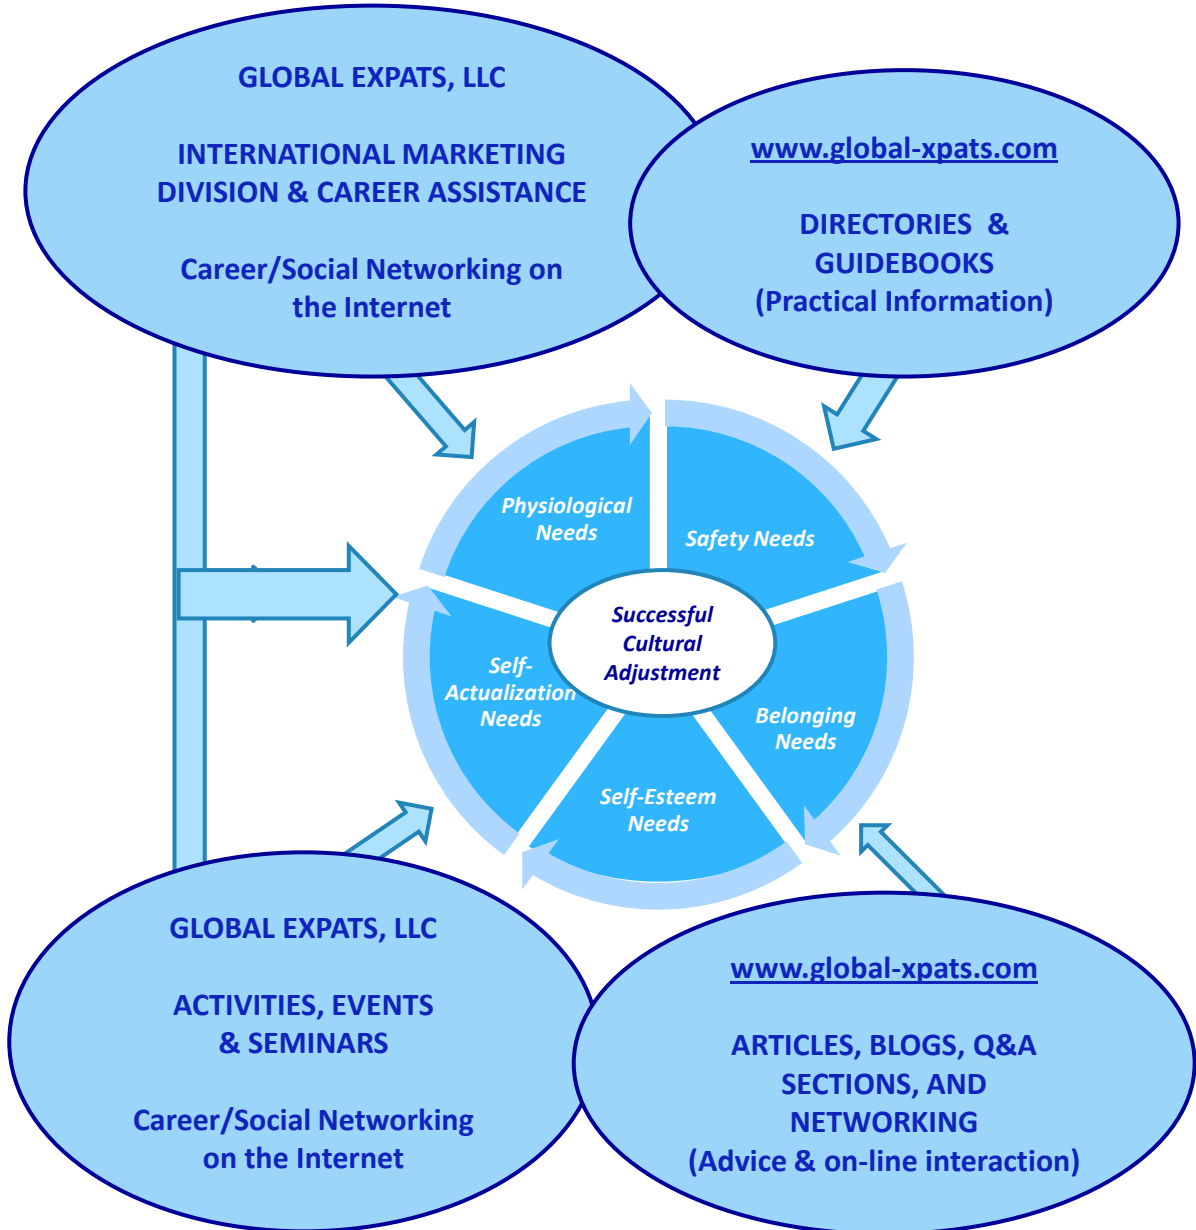 GLOBAL EXPATS, LLC
INTERNATIONAL MARKETING
DIVISION & CAREER ASSISTANCE
Career/Social Networking on
the Internet
www.global-xpats.com
DIRECTORIES &
GUIDEBOOKS
(Practical Information)
Physiological
Needs
Safety Needs
Successful
Cultural
Adjustment
Self-
Actualization
Needs
Belonging
Needs
Self-Esteem
Needs
GLOBAL EXPATS, LLC
ACTIVITIES, EVENTS
& SEMINARS
Career/Social Networking
on the Internet
www.global-xpats.com
ARTICLES, BLOGS, Q&A
SECTIONS, AND
NETWORKING
(Advice & on-line interaction)